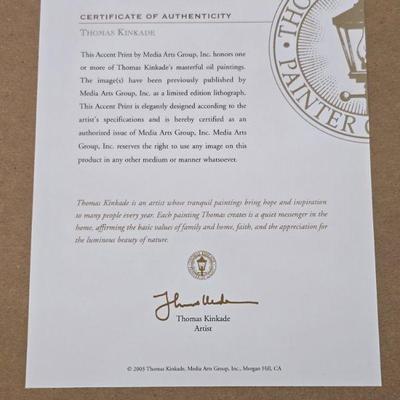 CERTIFICATE OF AUTHENTICITY
THOMAS KINKADE
This Accent Print by Media Arts Group, Inc. honors one
or more of Thomas Kinkade's masterful oil paintings.
The image(s) have been previously published by
Media Arts Group, Inc. as a limited edition lithograph.
This Accent Print is elegantly designed according to the
artist's specifications and is hereby certified as an
authorized issue of Media Arts Group, Inc. Media Arts
Group, Inc. reserves the right to use any image on this
product in any other medium or manner whatsoever.
Thomas Kinkade is an artist whose tranquil paintings bring hope and inspiration
to many people every year. Each painting Thomas creates is a quiet messenger in the
home, affirming the basic values of family and home, faith, and the appreciation for
the luminous beauty of nature.
Thomas Kinkade
Artist
© 2003 Thomas Kinkade, Media Arts Group, Inc., Morgan Hill, CA
THO
PAINTER O